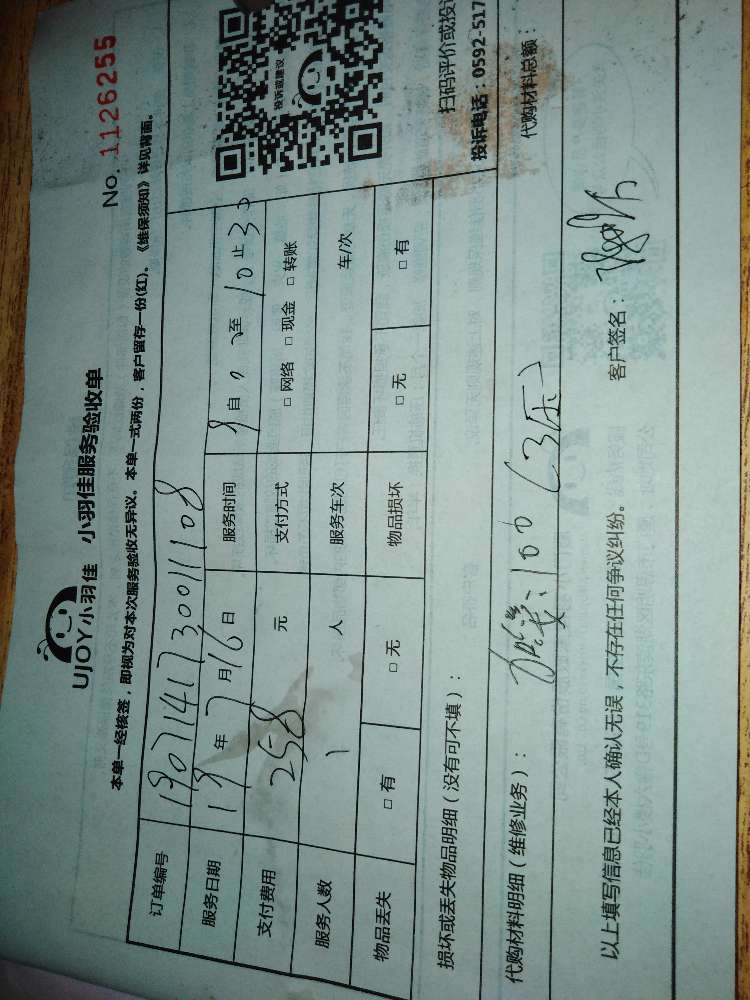 UJOY小羽佳 小羽佳服务验收单
No. 1126255
本单一经核签，即视为对本次服务验收无异议。本单一式两份，客户留存一份(红)。《维保须知》详见背面。
订单编号 1907141730011108
服务日期 19 年 7 月 16 日 服务时间 自 至 10 止 30
支付费用 258 元 支付方式 □ 网络 □ 现金 □ 转账
服务人数 1 人 服务车次 车/次
物品丢失 □ 有 □ 无 物品损坏 □ 无 □ 有
投诉或建议
扫码评价或投诉
投诉电话：0592-517
损坏或丢失物品明细（没有可不填）：
代购材料明细（维修业务）： 100 代购材料总额：
以上填写信息已经本人确认无误，不存在任何争议纠纷。 客户签名：